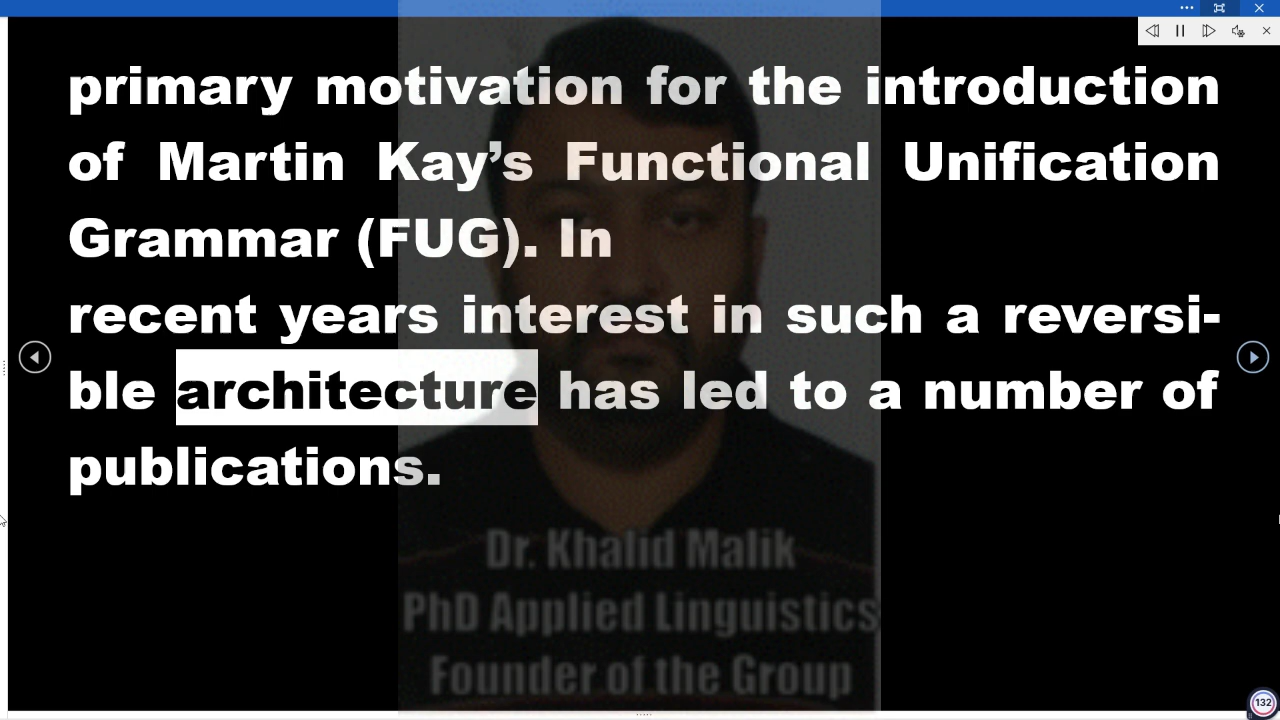 primary motivation for the introduction
of Martin Kay’s Functional Unification
Grammar (FUG). In
recent years interest in such a reversi-
ble architecture has led to a number of
publications.
Dr. Khalid Malik
PhD Applied Linguistics
Founder of the Group
132